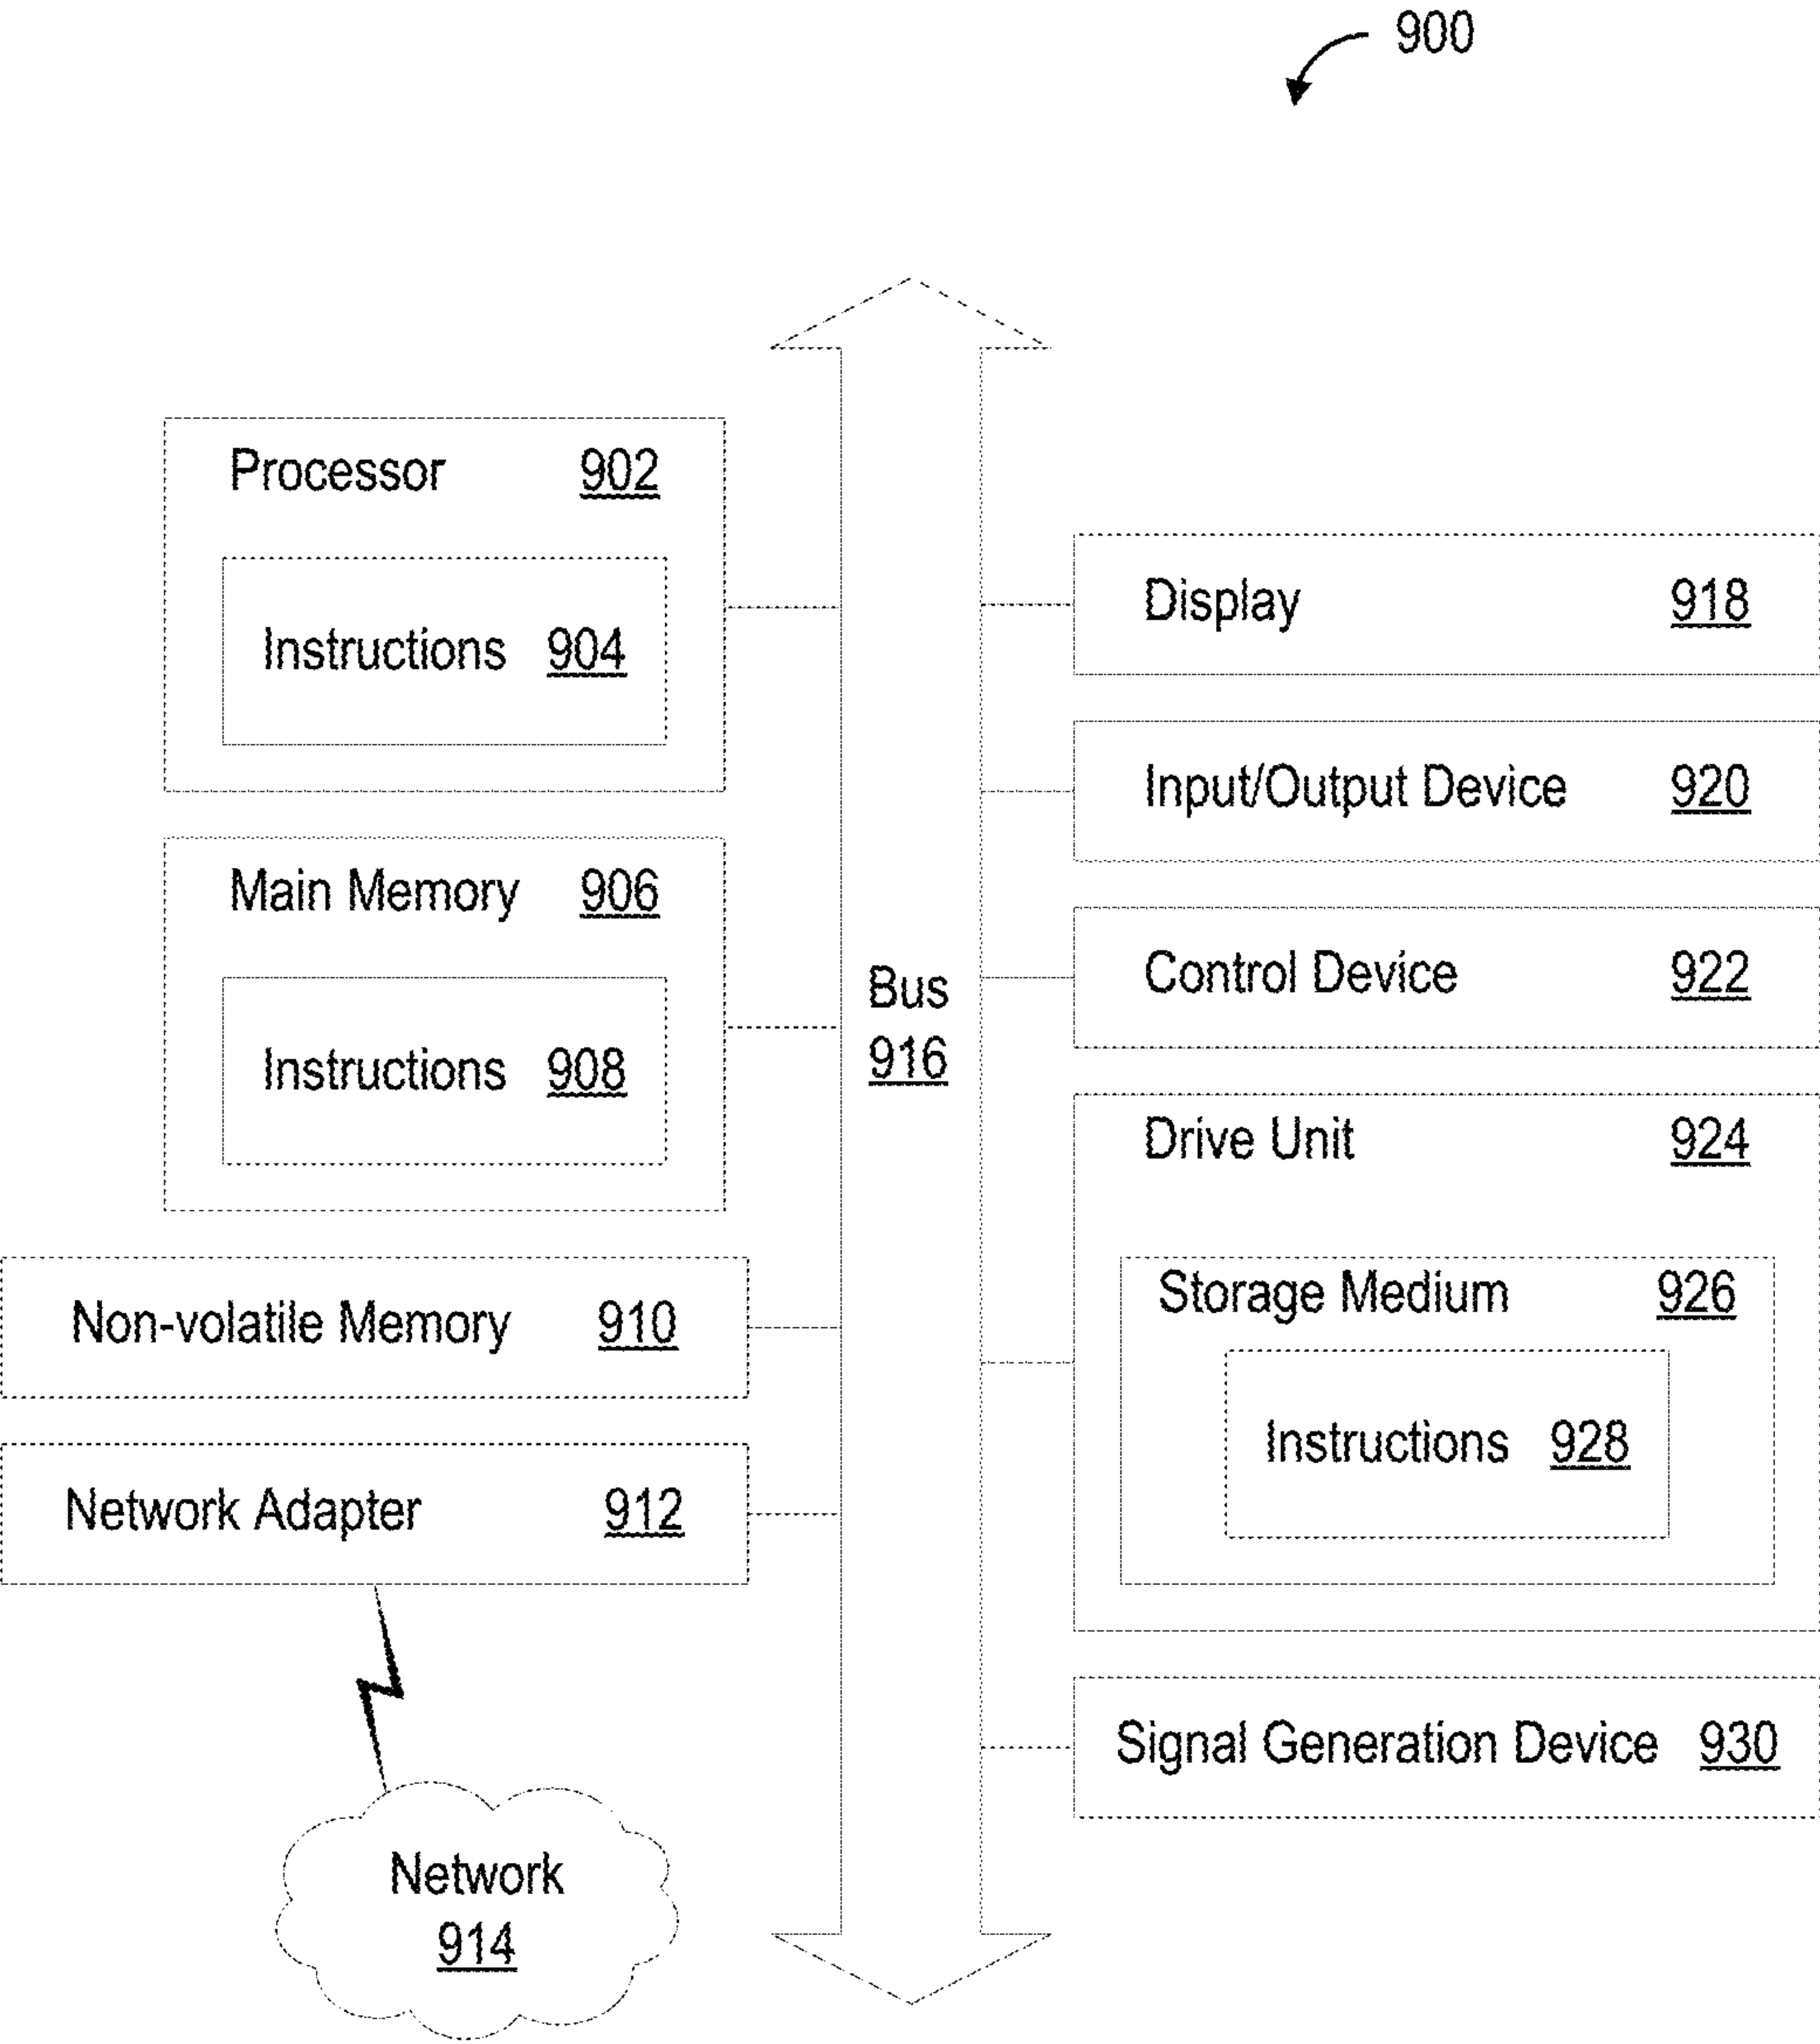 900
Processor 902
Instructions 904
Main Memory 906
Instructions 908
Non-volatile Memory 910
Network Adapter 912
Network
914
Bus
916
Display 918
Input/Output Device 920
Control Device 922
Drive Unit 924
Storage Medium 926
Instructions 928
Signal Generation Device 930